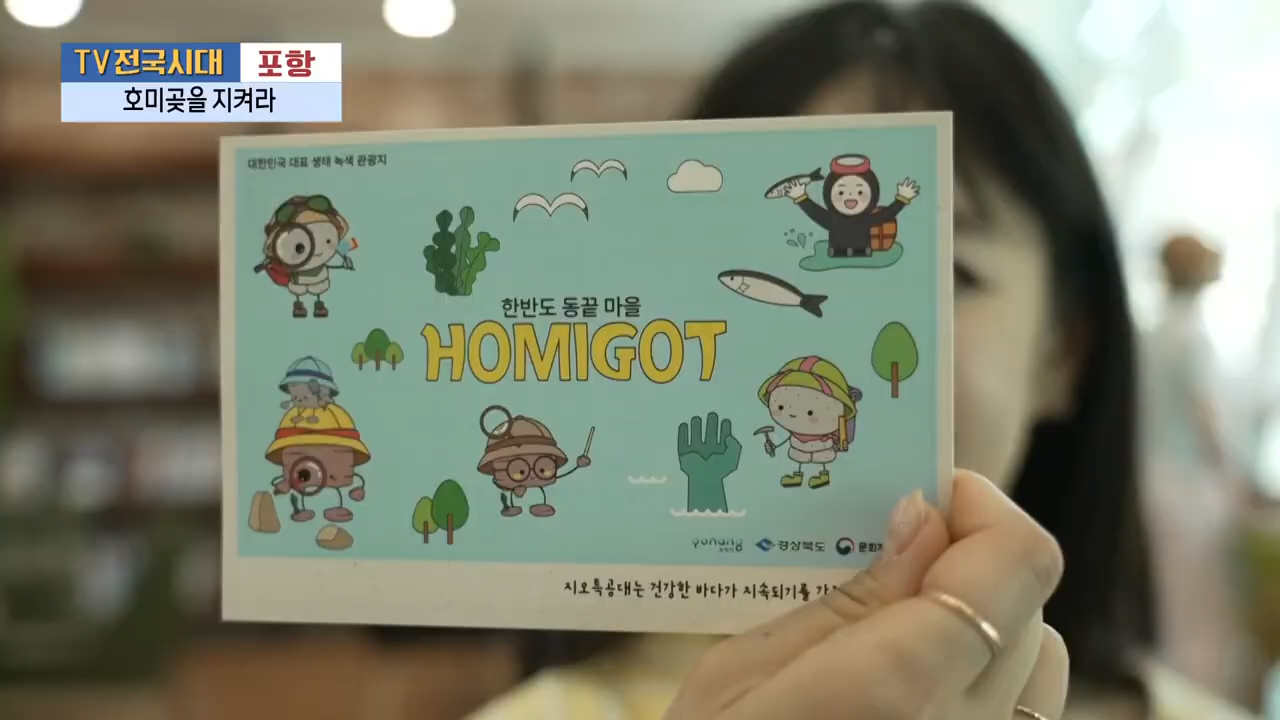 TV전국시대 포항
호미곶을 지켜라
대한민국 대표 생태 녹색 관광지
한반도 동끝 마을
HOMIGOT
경상북도 문화
지오특공대는 건강한 바다가 지속되기를